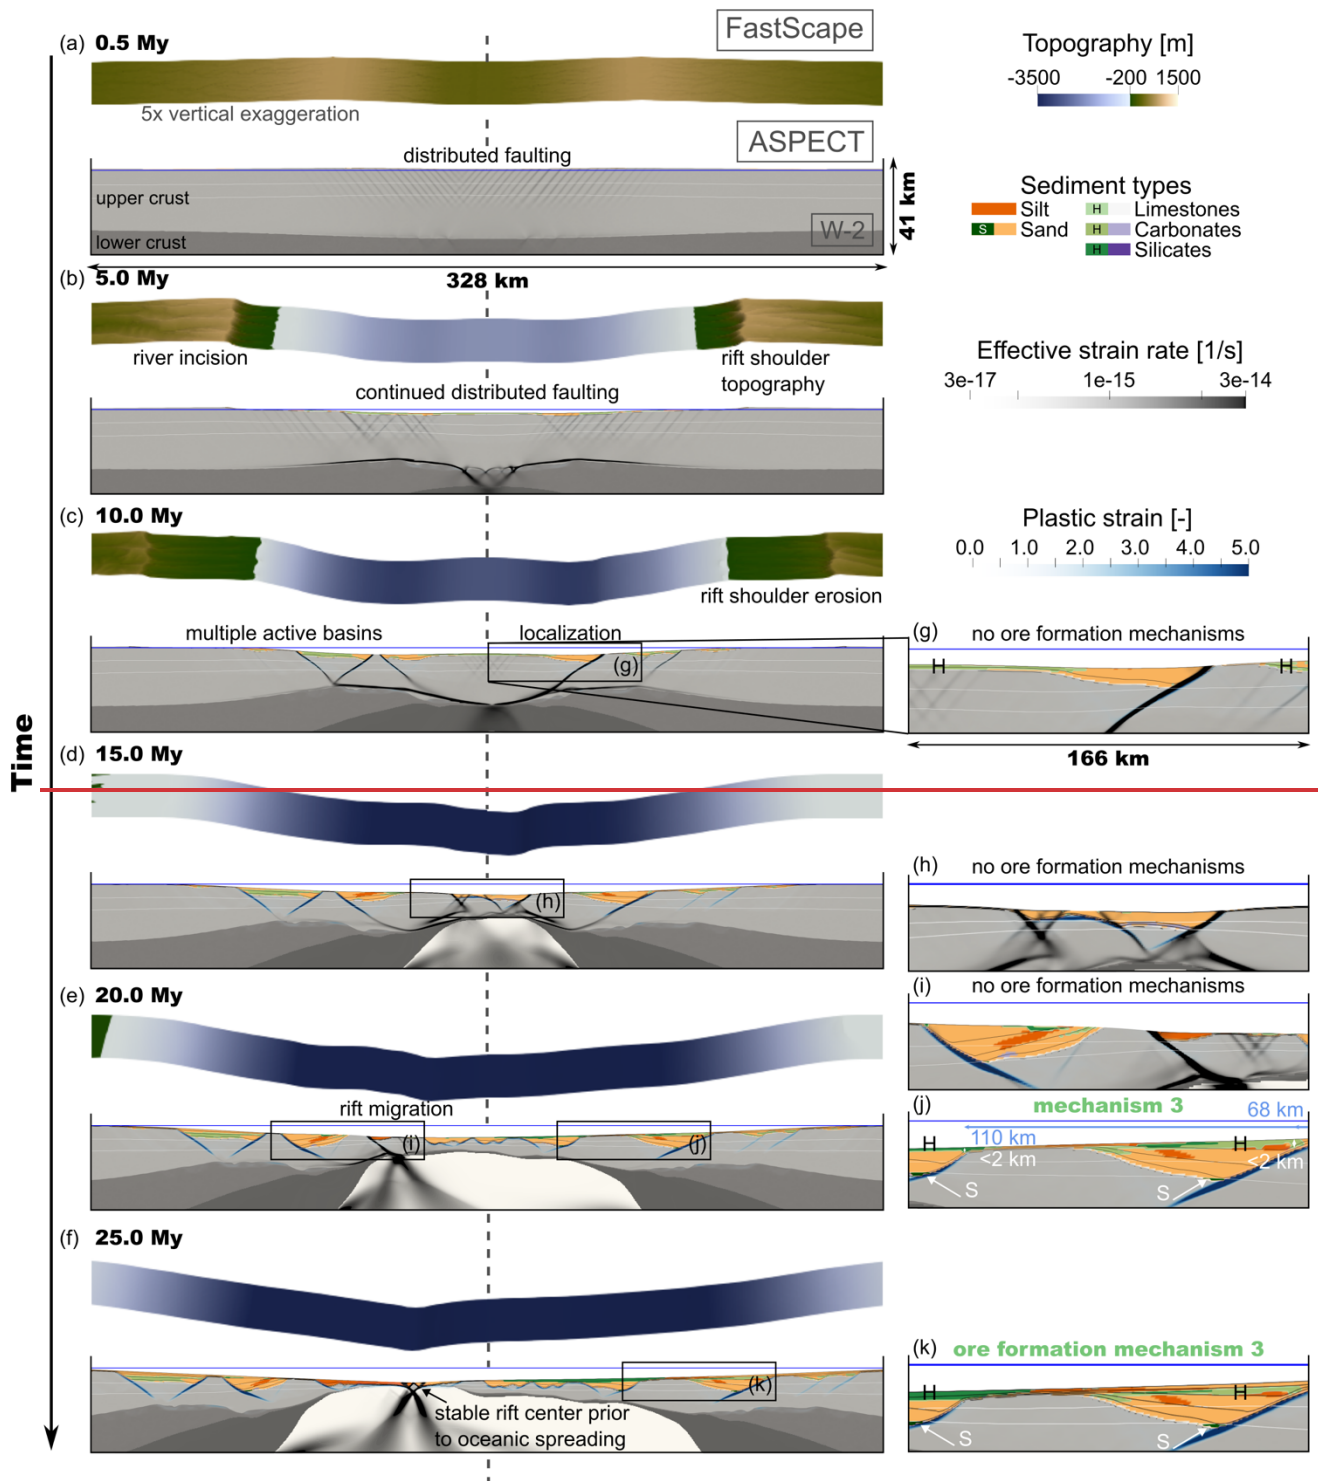 (a) 0.5 My
FastScape
5x vertical exaggeration
ASPECT
distributed faulting
upper crust
lower crust
W-2
41 km
328 km
Topography [m]
-3500 -200 1500
Sediment types
Silt
S Sand
H Limestones
H Carbonates
H Silicates
(b) 5.0 My
river incision
rift shoulder
topography
continued distributed faulting
Effective strain rate [1/s]
3e-17 1e-15 3e-14
(c) 10.0 My
rift shoulder erosion
multiple active basins
localization
(g)
Plastic strain [-]
0.0 1.0 2.0 3.0 4.0 5.0
(g) no ore formation mechanisms
H H
166 km
Time
(d) 15.0 My
(h)
(h) no ore formation mechanisms
(e) 20.0 My
rift migration
(i)
(j)
(i) no ore formation mechanisms
(j) mechanism 3
68 km
H 110 km H
<2 km <2 km
S S
(f) 25.0 My
(k)
stable rift center prior
to oceanic spreading
(k) ore formation mechanism 3
H H
S S